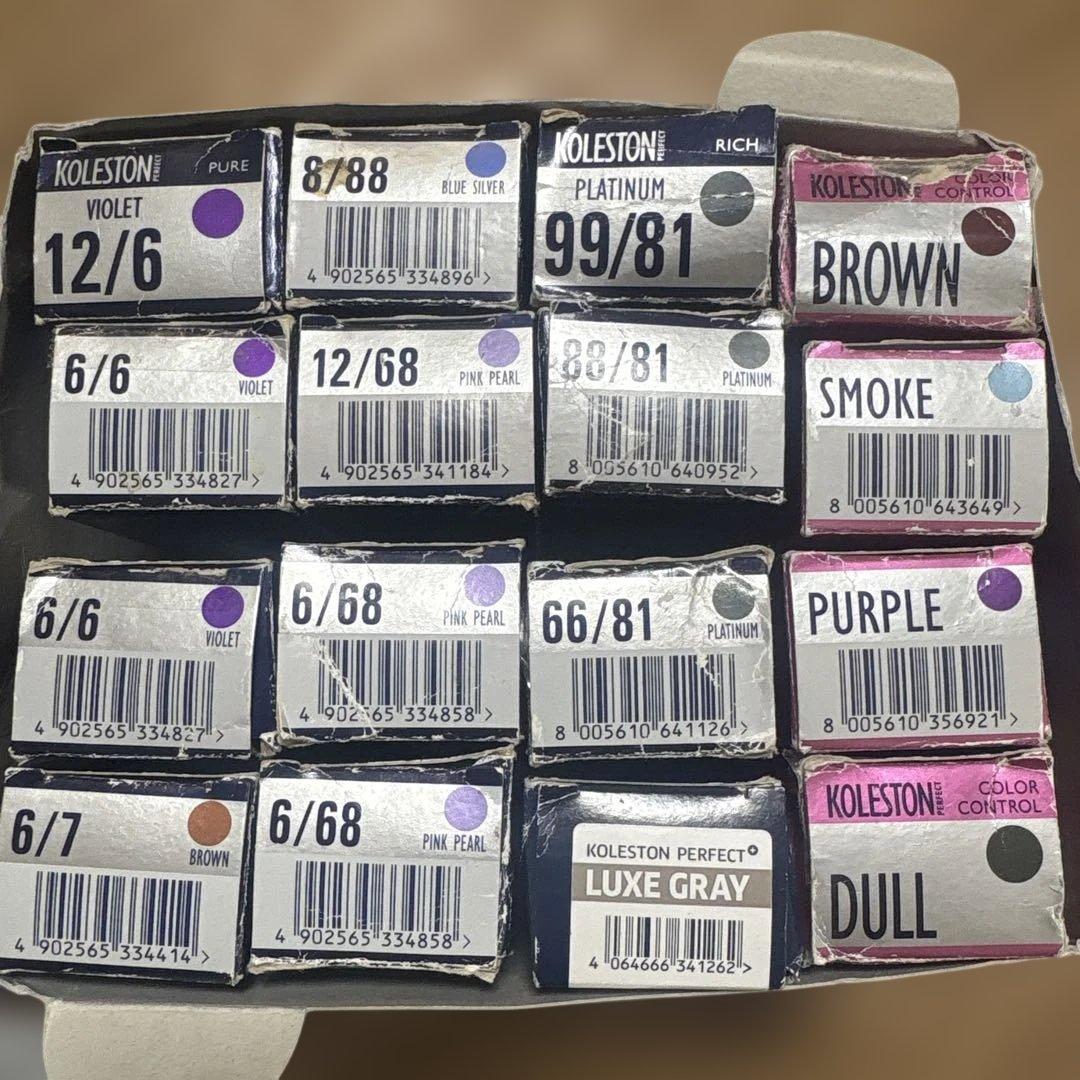 KOLESTON PERFECT PURE
VIOLET
12/6
8/88
BLUE SILVER
4 902565 334896 >
KOLESTON PERFECT RICH
PLATINUM
99/81
KOLESTON COLOR
CONTROL
BROWN
6/6
VIOLET
4 902565 334827 >
12/68
PINK PEARL
4 902565 341184 >
88/81
PLATINUM
8 005610 640952 >
SMOKE
8 005610 643649 >
6/6
VIOLET
4 902565 334827 >
6/68
PINK PEARL
4 902565 334858 >
66/81
PLATINUM
8 005610 641126 >
PURPLE
8 005610 356921 >
6/7
BROWN
4 902565 334414 >
6/68
PINK PEARL
4 902565 334858 >
KOLESTON PERFECT+
LUXE GRAY
4 064666 341262 >
KOLESTON PERFECT COLOR
CONTROL
DULL